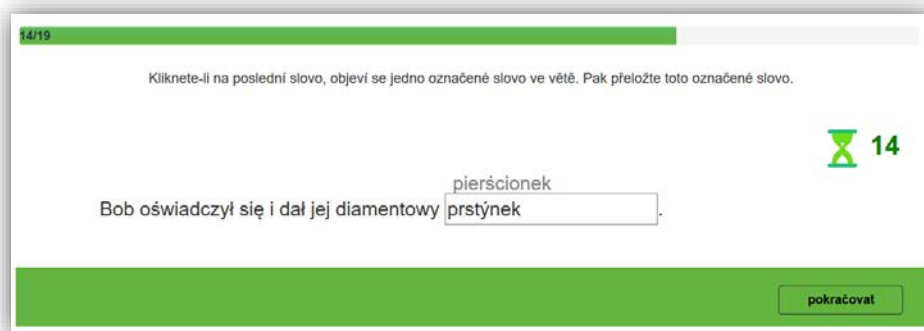 14/19
Kliknete-li na poslední slovo, objeví se jedno označené slovo ve větě. Pak přeložte toto označené slovo.
14
pierścionek
Bob oświadczył się i dał jej diamentowy prstýnek.
pokračovat